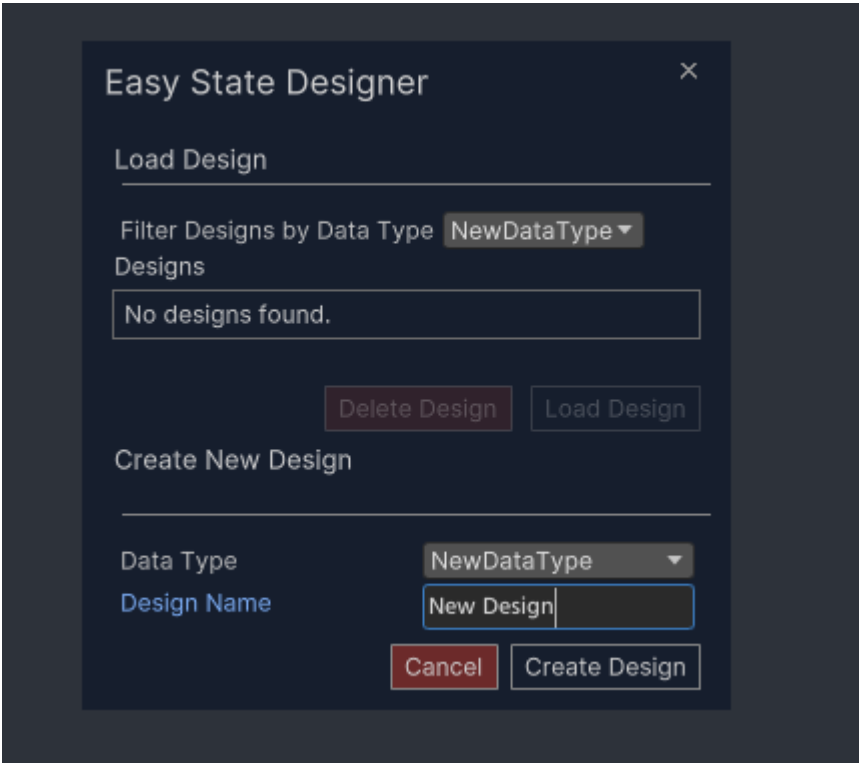 Easy State Designer
Load Design
Filter Designs by Data Type NewDataType
Designs
No designs found.
Delete Design Load Design
Create New Design
Data Type NewDataType
Design Name New Design
Cancel Create Design